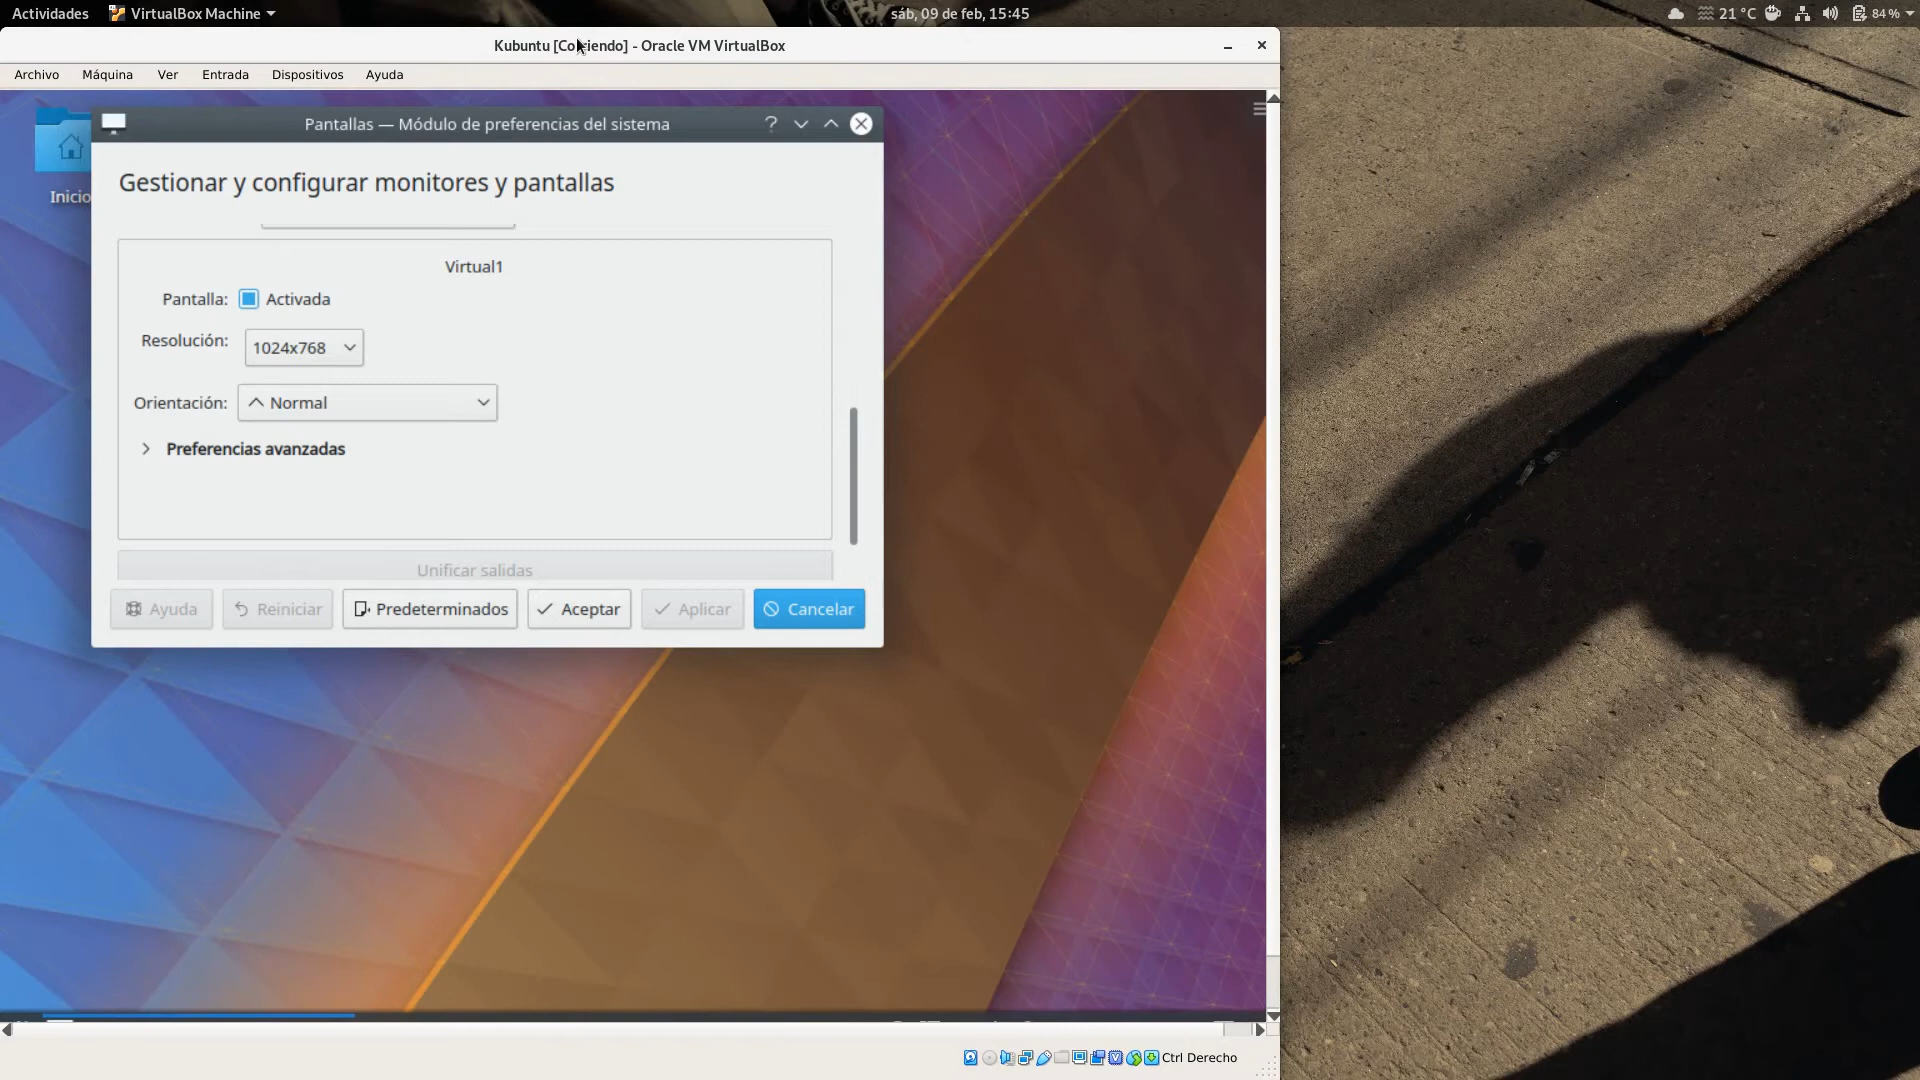 Actividades
VirtualBox Machine
sáb, 09 de feb, 15:45
21 °C
84 %
Kubuntu [Corriendo] - Oracle VM VirtualBox
Archivo
Máquina
Ver
Entrada
Dispositivos
Ayuda
Inicio
Pantallas — Módulo de preferencias del sistema
Gestionar y configurar monitores y pantallas
Virtual1
Pantalla:
Activada
Resolución:
1024x768
Orientación:
Normal
Preferencias avanzadas
Unificar salidas
Ayuda
Reiniciar
Predeterminados
Aceptar
Aplicar
Cancelar
Ctrl Derecho